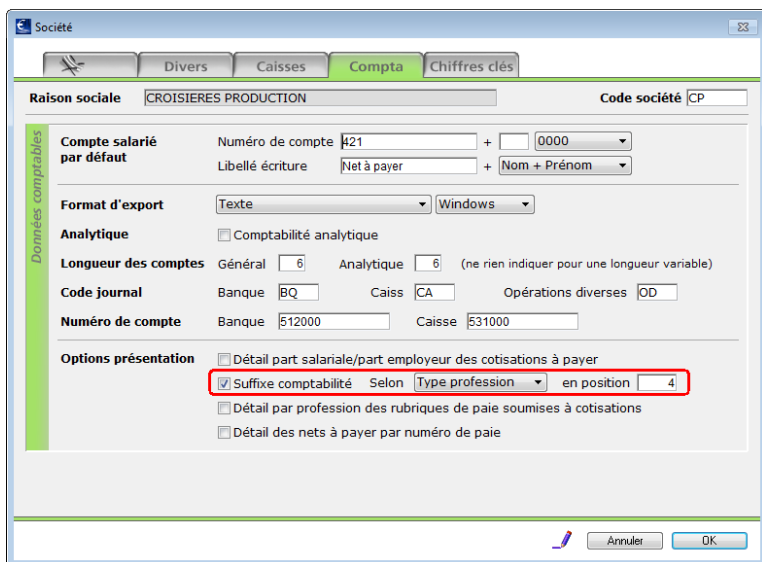 Société
Divers Caisses Compta Chiffres clés
Raison sociale CROISIERES PRODUCTION Code société CP
Données comptables
Compte salarié par défaut
Numéro de compte 421 + 0000
Libellé écriture Net à payer + Nom + Prénom
Format d'export Texte Windows
Analytique Comptabilité analytique
Longueur des comptes Général 6 Analytique 6 (ne rien indiquer pour une longueur variable)
Code journal Banque BQ Caiss CA Opérations diverses OD
Numéro de compte Banque 512000 Caisse 531000
Options présentation Détail part salariale/part employeur des cotisations à payer
Suffixe comptabilité Selon Type profession en position 4
Détail par profession des rubriques de paie soumises à cotisations
Détail des nets à payer par numéro de paie
Annuler OK